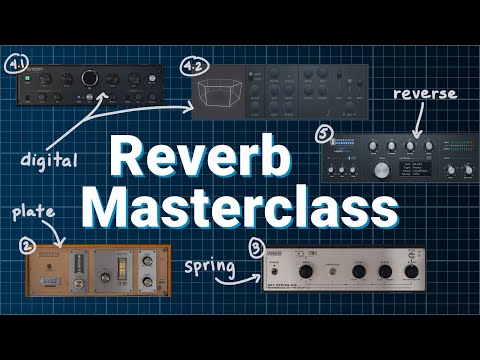 4.1
4.2
reverse
5
digital
Reverb
Masterclass
plate
2
spring
3